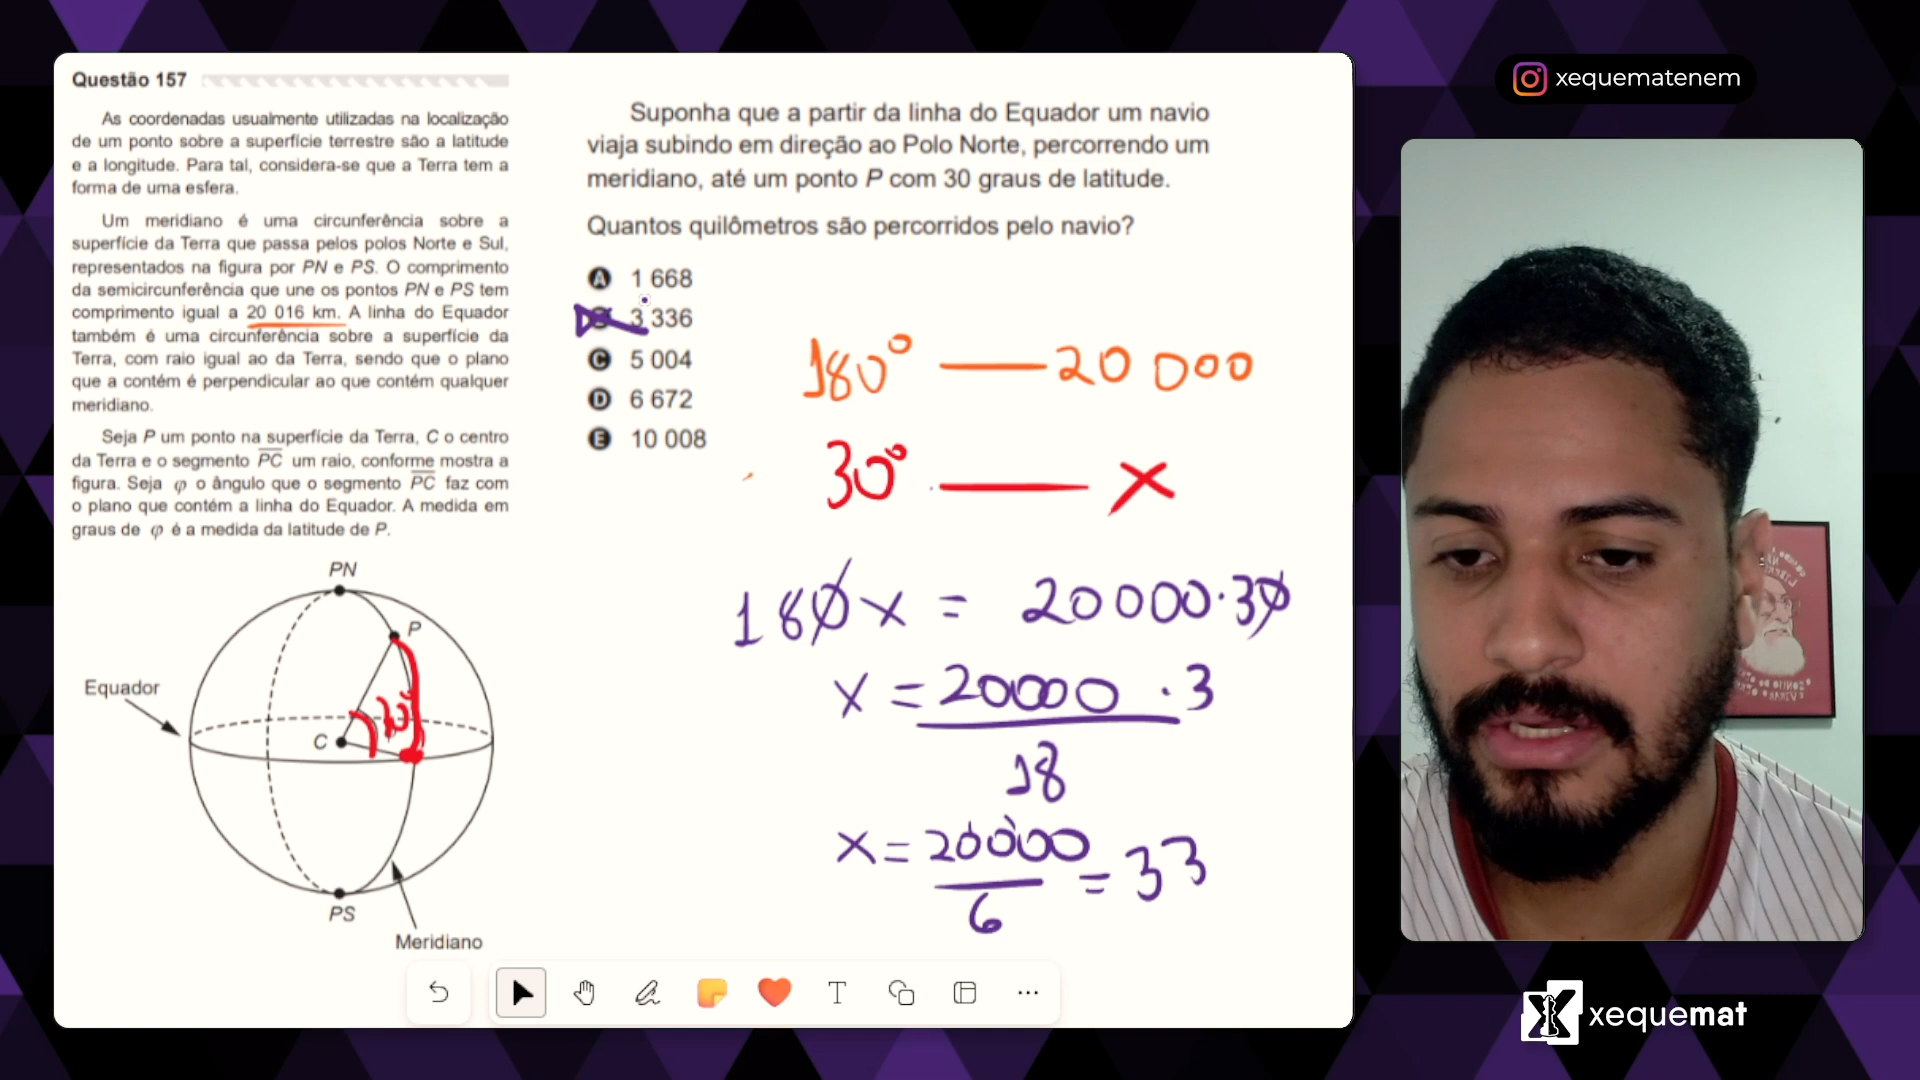 Questão 157
As coordenadas usualmente utilizadas na localização
de um ponto sobre a superfície terrestre são a latitude
e a longitude. Para tal, considera-se que a Terra tem a
forma de uma esfera.
Um meridiano é uma circunferência sobre a
superfície da Terra que passa pelos polos Norte e Sul,
representados na figura por PN e PS. O comprimento
da semicircunferência que une os pontos PN e PS tem
comprimento igual a 20 016 km. A linha do Equador
também é uma circunferência sobre a superfície da
Terra, com raio igual ao da Terra, sendo que o plano
que a contém é perpendicular ao que contém qualquer
meridiano.
Seja P um ponto na superfície da Terra, C o centro
da Terra e o segmento PC um raio, conforme mostra a
figura. Seja φ o ângulo que o segmento PC faz com
o plano que contém a linha do Equador. A medida em
graus de φ é a medida da latitude de P.
PN
P
Equador
C
PS
Meridiano
Suponha que a partir da linha do Equador um navio
viaja subindo em direção ao Polo Norte, percorrendo um
meridiano, até um ponto P com 30 graus de latitude.
Quantos quilômetros são percorridos pelo navio?
A 1 668
3 336
C 5 004
D 6 672
E 10 008
180° — 20 000
30° — x
180x = 20000·30
x = 20000 · 3
18
x = 20000 = 33
6
xequematenem
xequemat